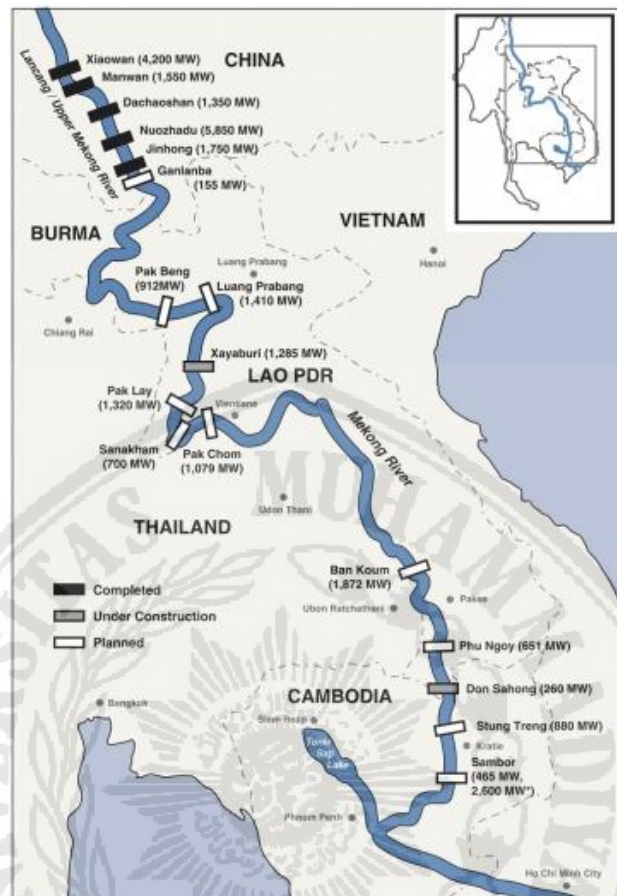 Xiaowan (4,200 MW)
CHINA
Manwan (1,550 MW)
Dachaoshan (1,350 MW)
Nuozhadu (5,850 MW)
Jinhong (1,750 MW)
Ganlanba
(155 MW)
Lancang / Upper Mekong River
BURMA
VIETNAM
Hanoi
Luang Prabang
Pak Beng
(912MW)
Luang Prabang
(1,410 MW)
Chiang Rai
Xayaburi (1,285 MW)
LAO PDR
Pak Lay
(1,320 MW)
Vientiane
Mekong River
Sanakham
(700 MW)
Pak Chom
(1,079 MW)
Udon Thani
THAILAND
Ban Koum
(1,872 MW)
Completed
Under Construction
Planned
Ubon Ratchathani
Pakse
Phu Ngoy (651 MW)
CAMBODIA
Don Sahong (260 MW)
Bangkok
Siem Reap
Stung Treng (880 MW)
Tonle
Sap
Lake
Kratie
Sambor
(465 MW,
2,600 MW*)
Phnom Penh
Ho Chi Minh City
MUHAM